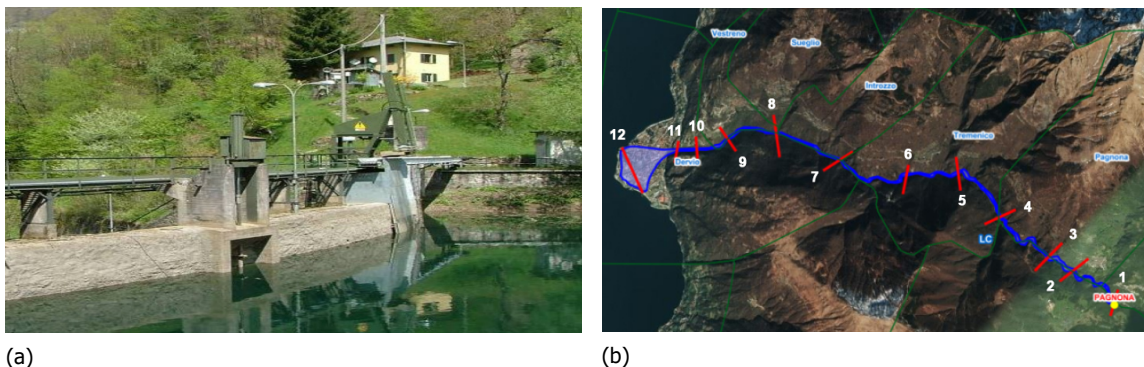 Vestreno
Sueglio
8
Introzzo
12
11
10
Tremenico
Dervio
9
6
Pagnona
7
5
4
LC
3
2
1
PAGNONA
(a)
(b)